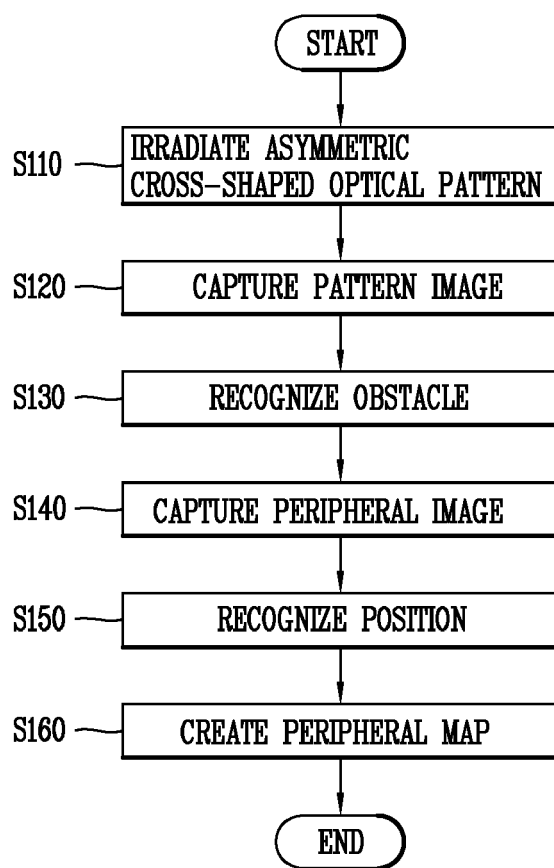 START
S110
IRRADIATE ASYMMETRIC
CROSS-SHAPED OPTICAL PATTERN
S120
CAPTURE PATTERN IMAGE
S130
RECOGNIZE OBSTACLE
S140
CAPTURE PERIPHERAL IMAGE
S150
RECOGNIZE POSITION
S160
CREATE PERIPHERAL MAP
END